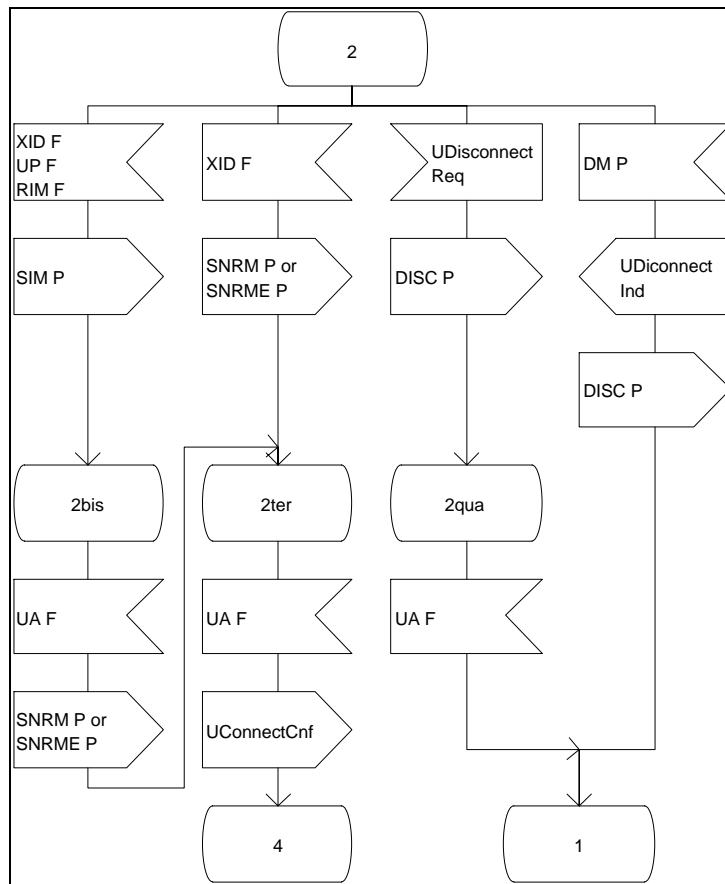 2
XID F
UP F
RIM F
XID F
UDisconnect
Req
DM P
SIM P
SNRM P or
SNRME P
DISC P
UDiconnect
Ind
DISC P
2bis
2ter
2qua
UA F
UA F
UA F
SNRM P or
SNRME P
UConnectCnf
4
1